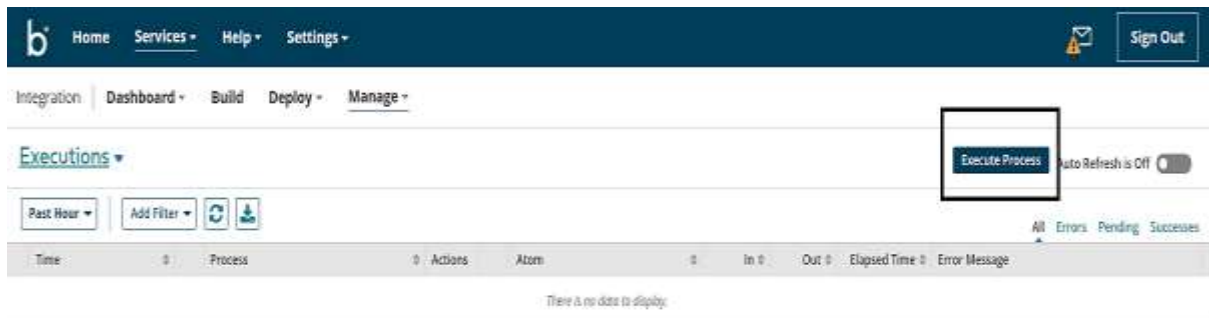 b Home Services Help Settings Sign Out
Integration Dashboard Build Deploy Manage
Executions Execute Process Auto Refresh is Off
Past Hour Add Filter
All Errors Pending Successes
Time Process Actions Atom In Out Elapsed Time Error Message
There is no data to display.